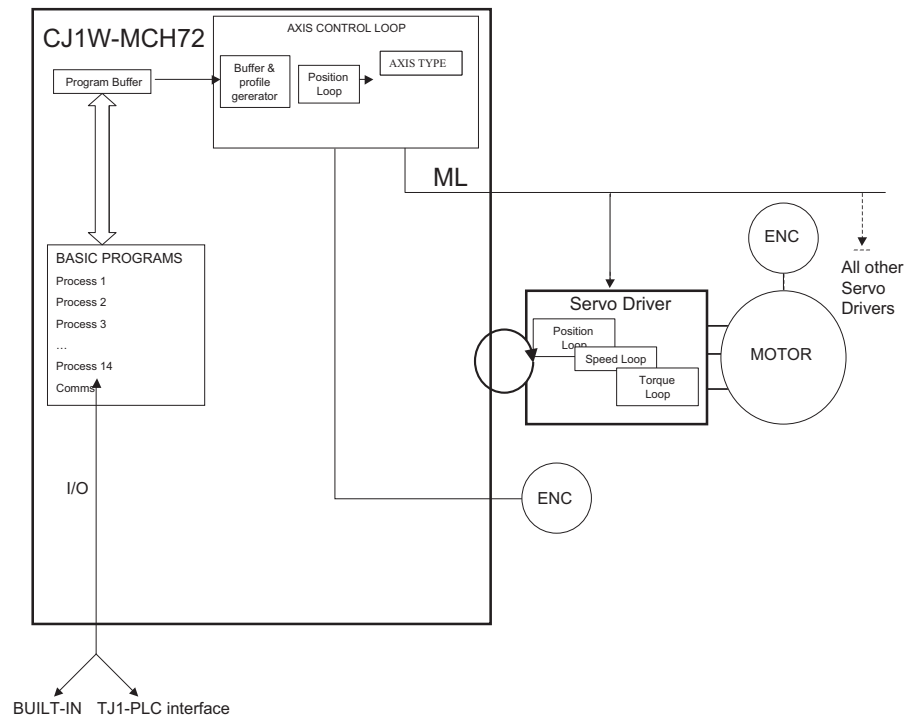 CJ1W-MCH72
AXIS CONTROL LOOP
Program Buffer
Buffer &
profile
gererator
Position
Loop
AXIS TYPE
ML
BASIC PROGRAMS
Process 1
Process 2
Process 3
...
Process 14
Comms
I/O
BUILT-IN
TJ1-PLC interface
Servo Driver
Position
Loop
Speed Loop
Torque
Loop
ENC
MOTOR
All other
Servo
Drivers
ENC